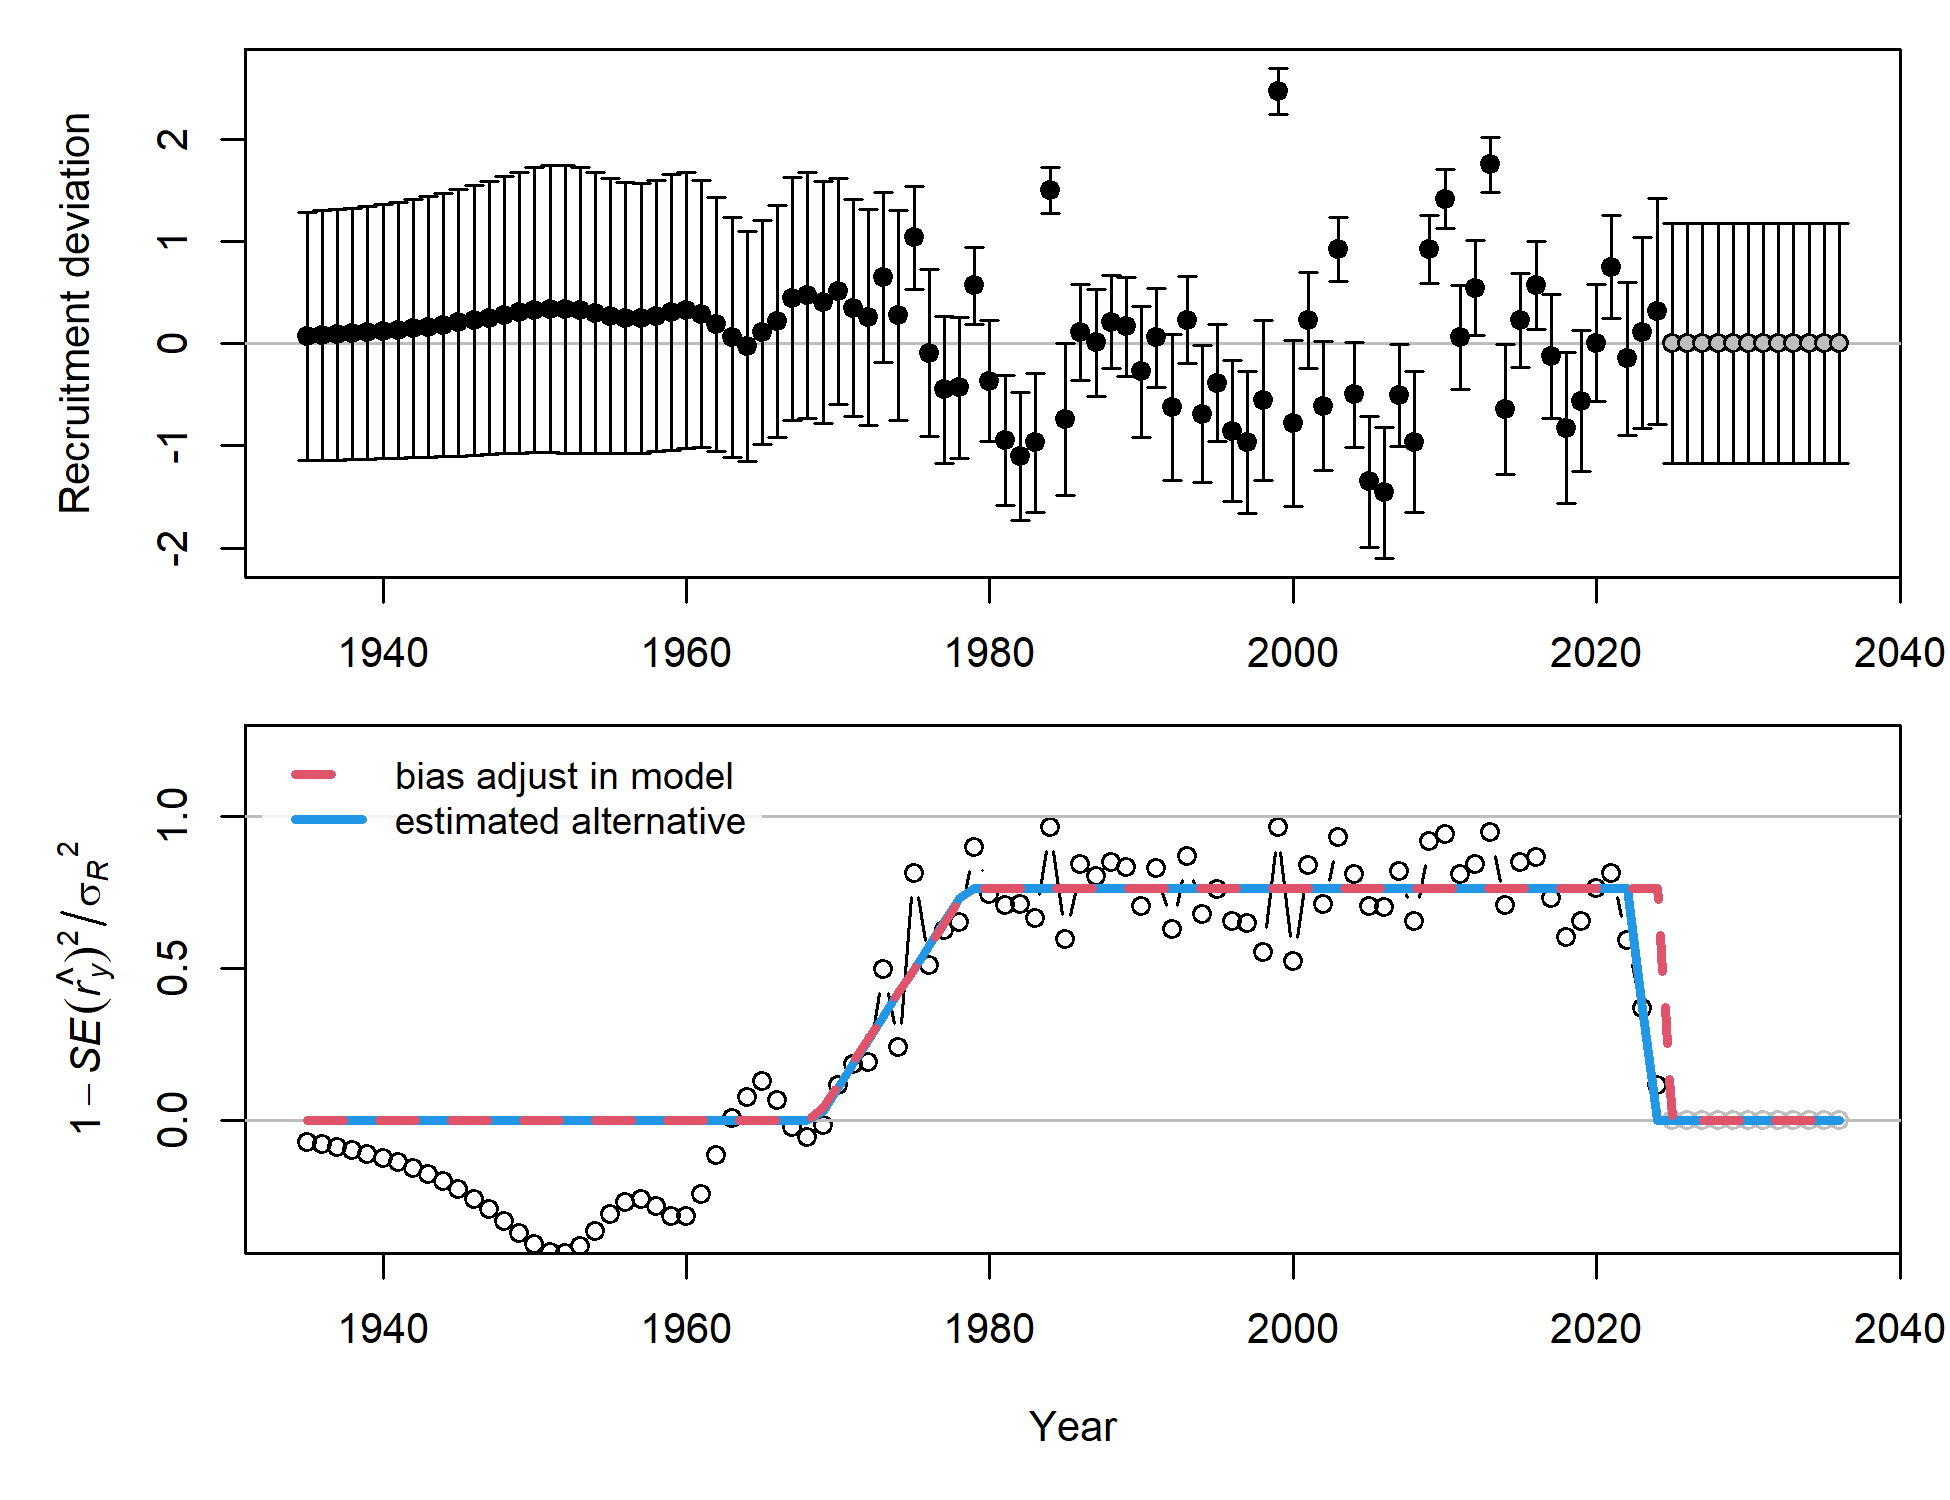 Recruitment deviation
2
1
0
-1
-2
1940 1960 1980 2000 2020 2040
bias adjust in model
estimated alternative
1 − SE(r̂y)² / σR²
1.0
0.5
0.0
1940 1960 1980 2000 2020 2040
Year